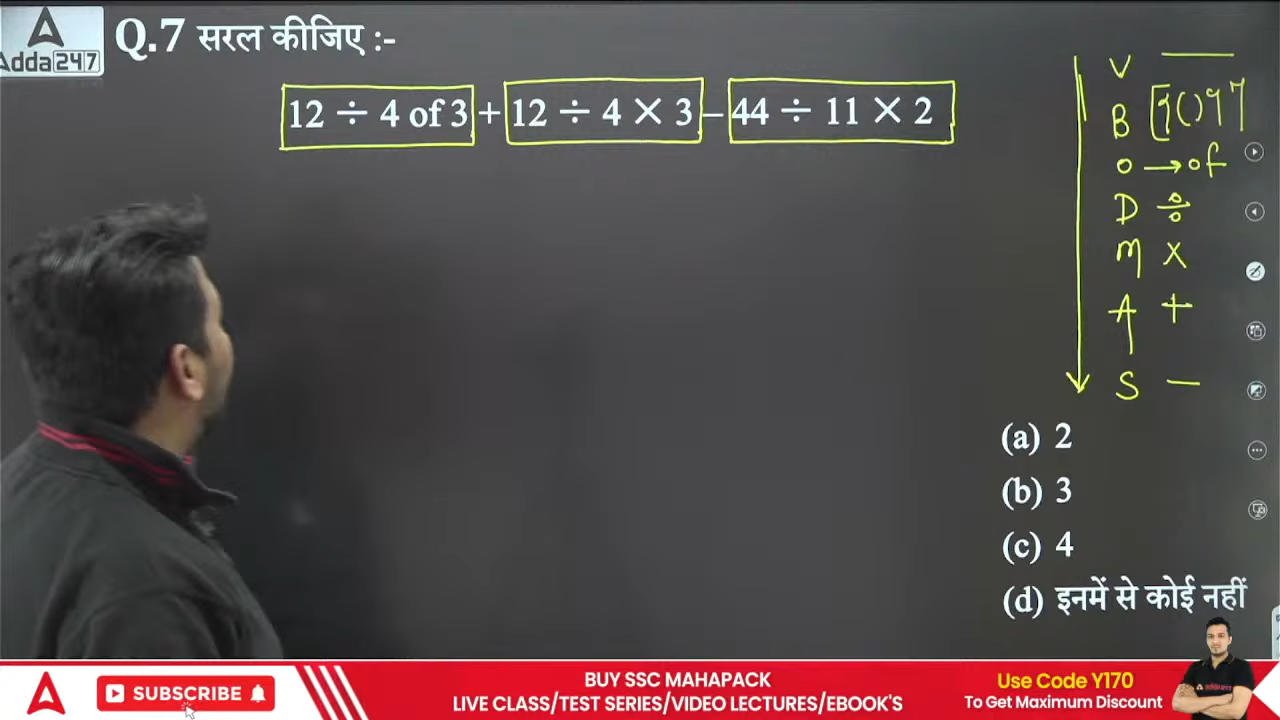 Adda247
Q.7 सरल कीजिए :-
12 ÷ 4 of 3 + 12 ÷ 4 × 3 – 44 ÷ 11 × 2
V
B [{()}]
O → of
D ÷
M ×
A +
S –
(a) 2
(b) 3
(c) 4
(d) इनमें से कोई नहीं
SUBSCRIBE
BUY SSC MAHAPACK
LIVE CLASS/TEST SERIES/VIDEO LECTURES/EBOOK'S
Use Code Y170
To Get Maximum Discount